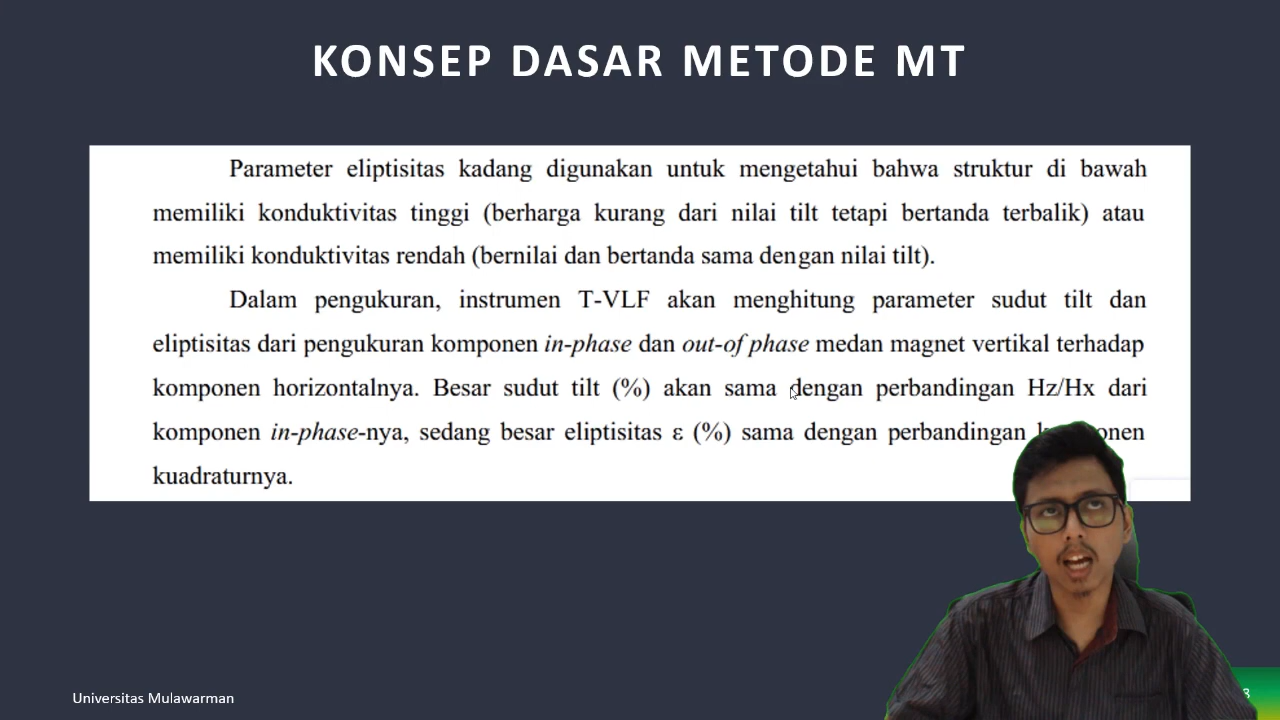 KONSEP DASAR METODE MT
Parameter eliptisitas kadang digunakan untuk mengetahui bahwa struktur di bawah
memiliki konduktivitas tinggi (berharga kurang dari nilai tilt tetapi bertanda terbalik) atau
memiliki konduktivitas rendah (bernilai dan bertanda sama dengan nilai tilt).
Dalam pengukuran, instrumen T-VLF akan menghitung parameter sudut tilt dan
eliptisitas dari pengukuran komponen in-phase dan out-of phase medan magnet vertikal terhadap
komponen horizontalnya. Besar sudut tilt (%) akan sama dengan perbandingan Hz/Hx dari
komponen in-phase-nya, sedang besar eliptisitas ε (%) sama dengan perbandingan
kuadraturnya.
Universitas Mulawarman